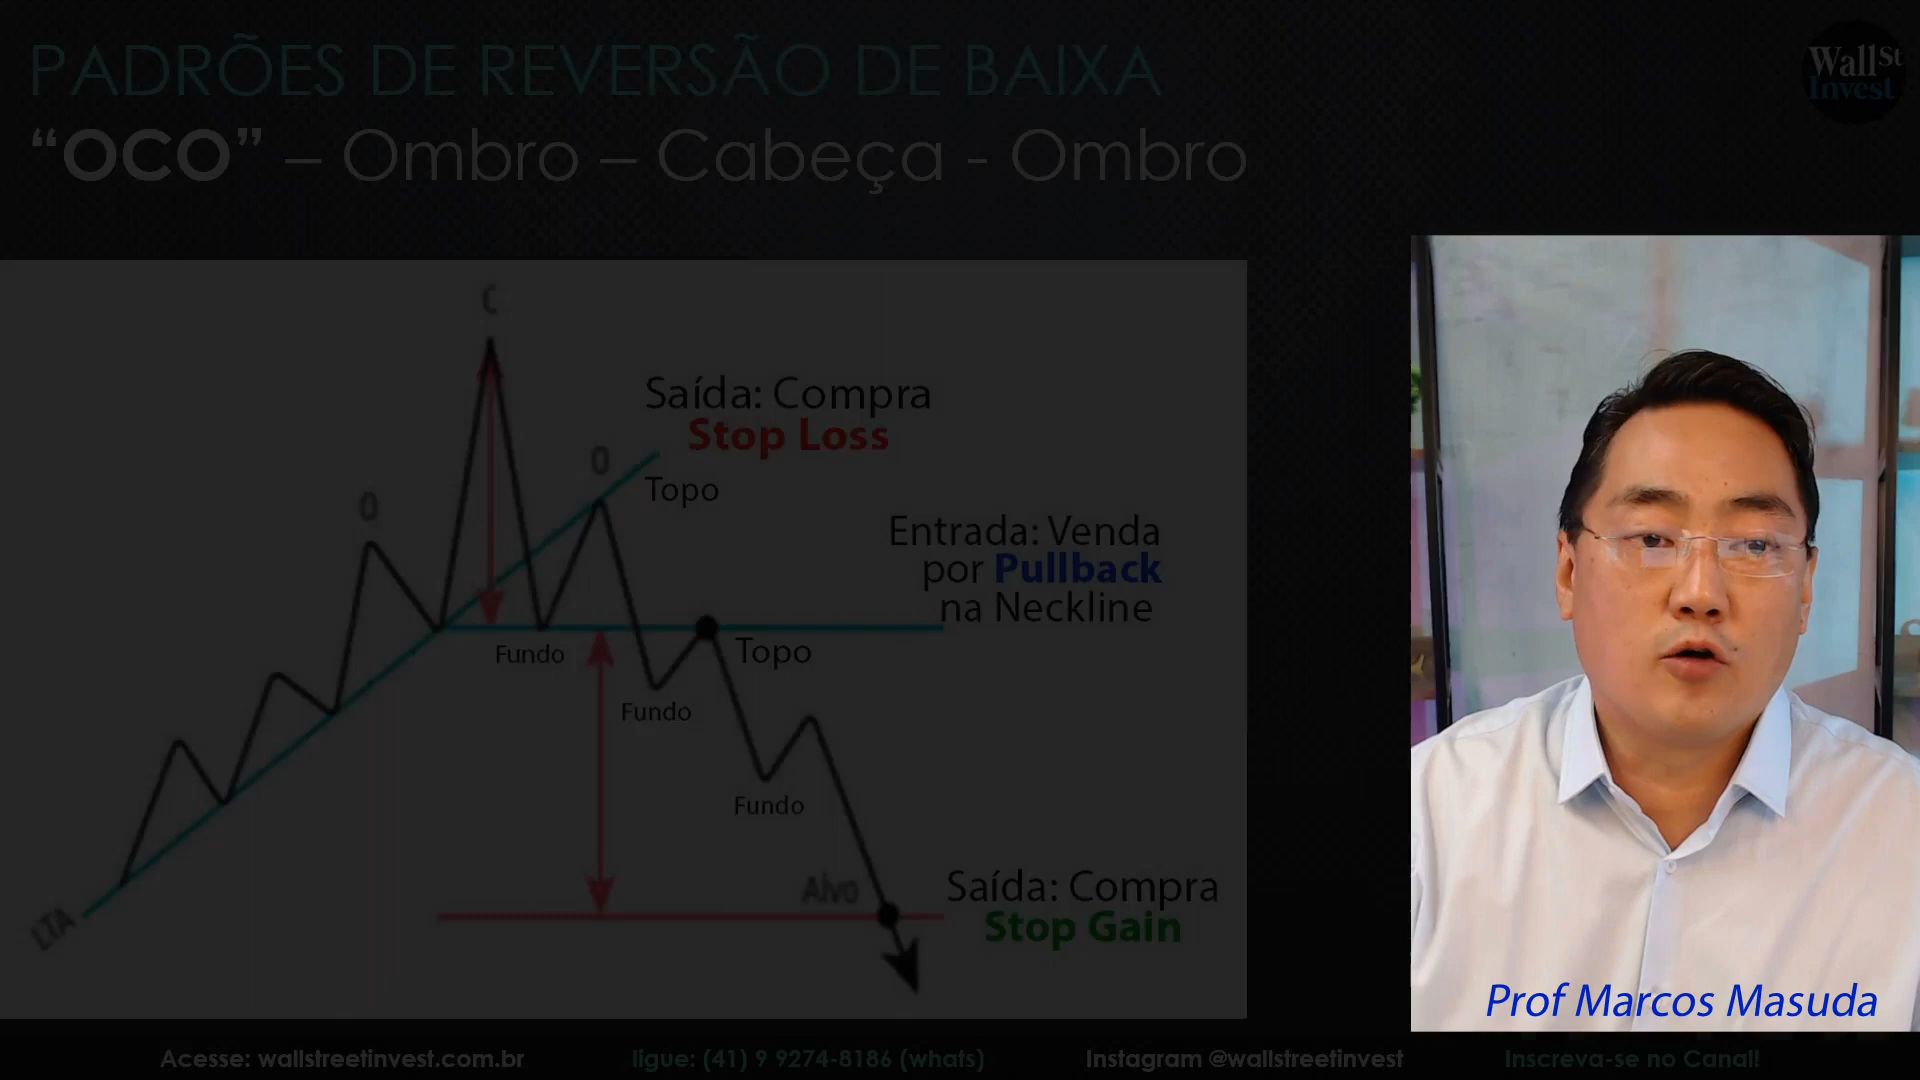 PADRÕES DE REVERSÃO DE BAIXA
“OCO” – Ombro – Cabeça - Ombro
WallSt
Invest
C
Saída: Compra
Stop Loss
O
Topo
O
Entrada: Venda
por Pullback
na Neckline
Fundo
Topo
Fundo
Fundo
Alvo
Saída: Compra
Stop Gain
LTA
Prof Marcos Masuda
Acesse: wallstreetinvest.com.br
ligue: (41) 9 9274-8186 (whats)
Instagram @wallstreetinvest
Inscreva-se no Canal!